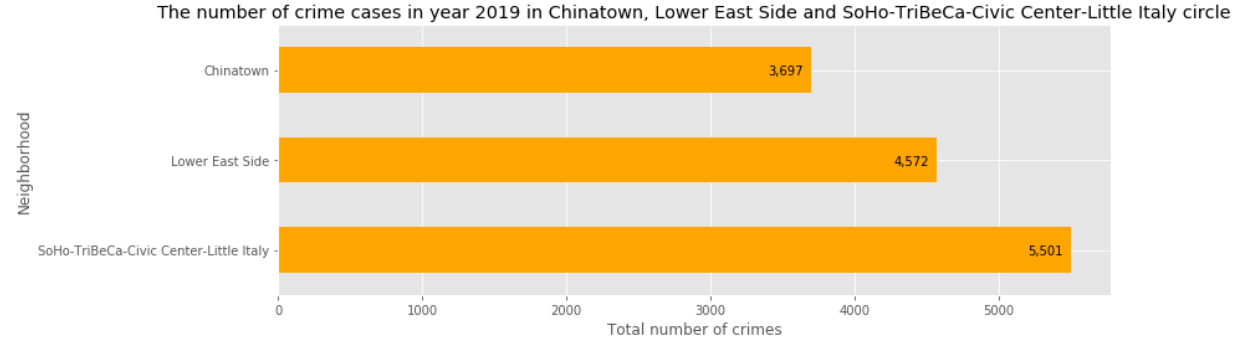 The number of crime cases in year 2019 in Chinatown, Lower East Side and SoHo-TriBeCa-Civic Center-Little Italy circle
Neighborhood
Chinatown
3,697
Lower East Side
4,572
SoHo-TriBeCa-Civic Center-Little Italy
5,501
0 1000 2000 3000 4000 5000
Total number of crimes